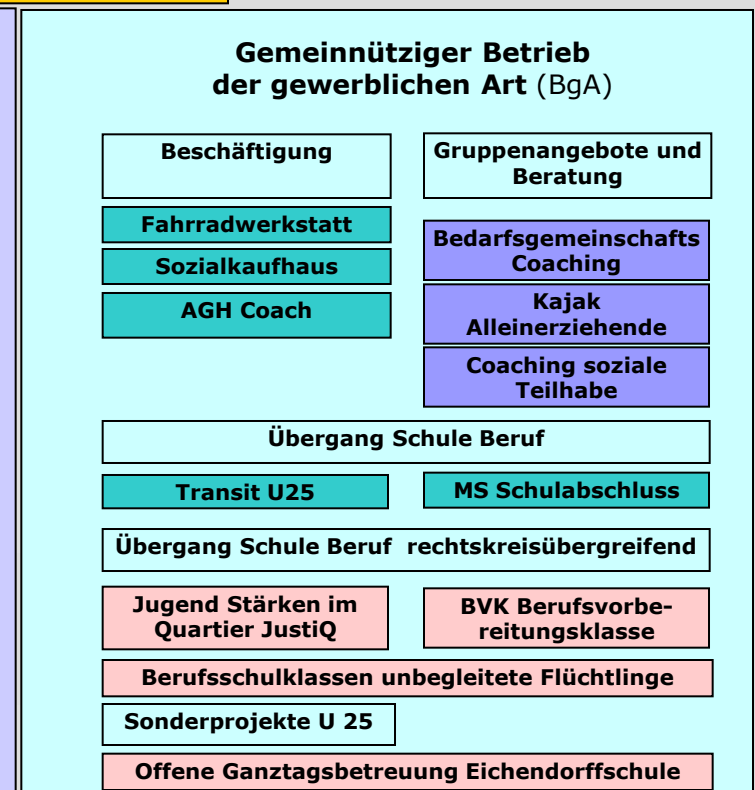 Gemeinnütziger Betrieb
der gewerblichen Art (BgA)
Beschäftigung
Gruppenangebote und
Beratung
Fahrradwerkstatt
Sozialkaufhaus
AGH Coach
Bedarfsgemeinschafts
Coaching
Kajak
Alleinerziehende
Coaching soziale
Teilhabe
Übergang Schule Beruf
Transit U25
MS Schulabschluss
Übergang Schule Beruf  rechtskreisübergreifend
Jugend Stärken im
Quartier JustiQ
BVK Berufsvorbe-
reitungsklasse
Berufsschulklassen unbegleitete Flüchtlinge
Sonderprojekte U 25
Offene Ganztagsbetreuung Eichendorffschule